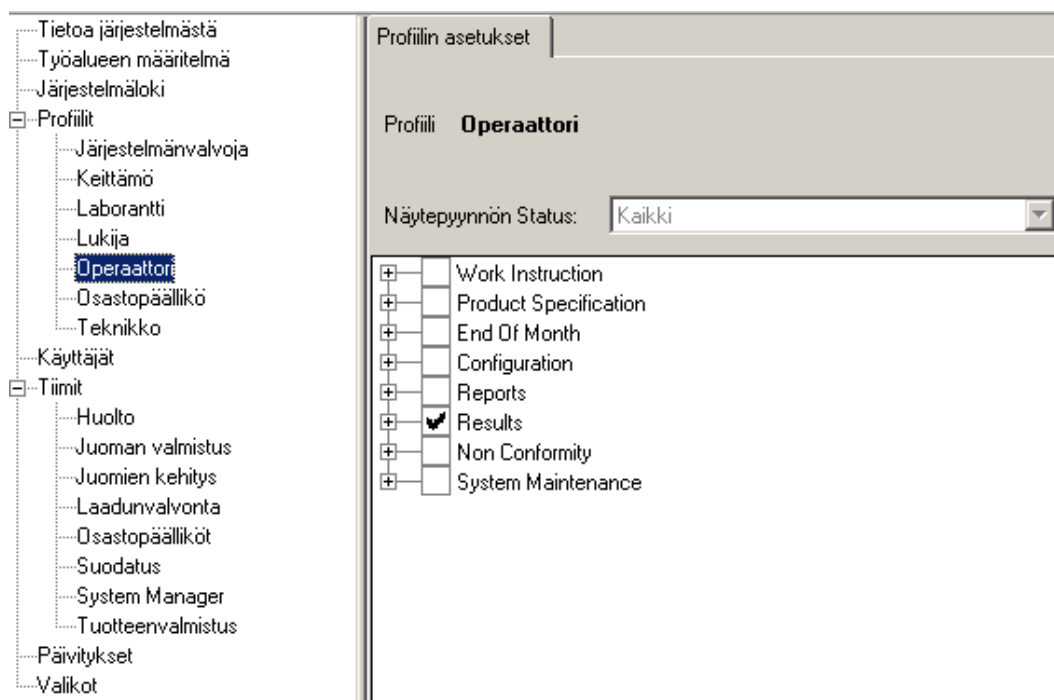 Tietoa järjestelmästä
Työalueen määritelmä
Järjestelmäloki
Profiilit
Järjestelmänvalvoja
Keittämö
Laborantti
Lukija
Operaattori
Osastopäällikö
Teknikko
Käyttäjät
Tiimit
Huolto
Juoman valmistus
Juomien kehitys
Laadunvalvonta
Osastopäälliköt
Suodatus
System Manager
Tuotteenvalmistus
Päivitykset
Valikot
Profiilin asetukset
Profiili Operaattori
Näytepyynnön Status: Kaikki
Work Instruction
Product Specification
End Of Month
Configuration
Reports
Results
Non Conformity
System Maintenance